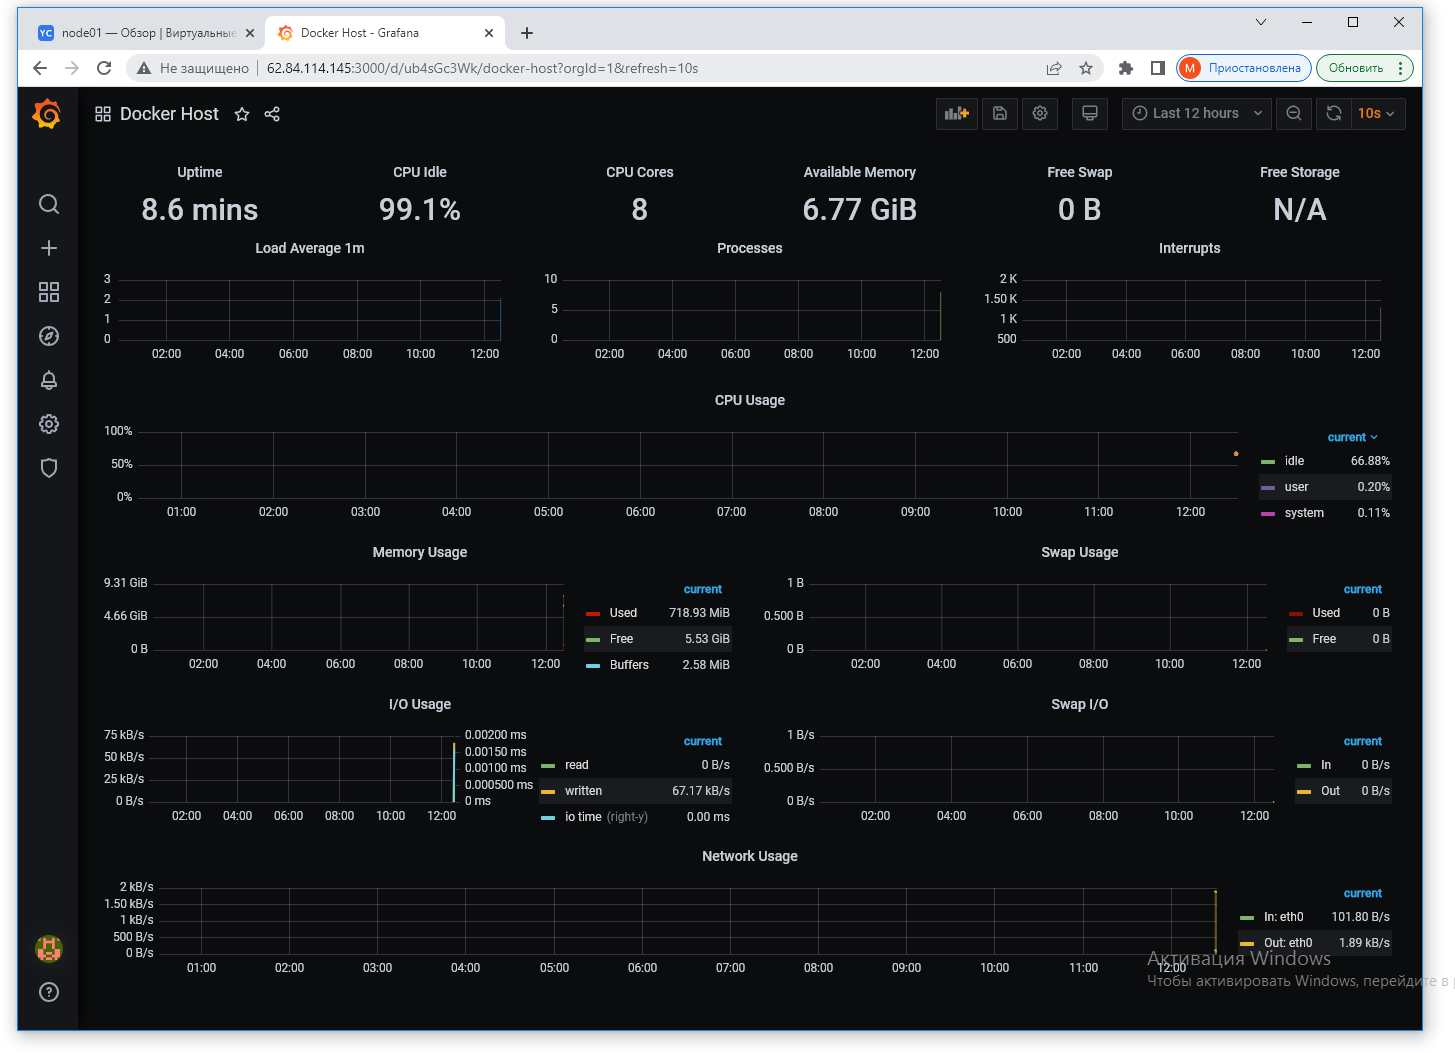 YC node01 — Обзор | Виртуальные
Docker Host - Grafana
Не защищено 62.84.114.145:3000/d/ub4sGc3Wk/docker-host?orgId=1&refresh=10s
М Приостановлена Обновить
Docker Host
Last 12 hours 10s
Uptime CPU Idle CPU Cores Available Memory Free Swap Free Storage
8.6 mins 99.1% 8 6.77 GiB 0 B N/A
Load Average 1m
3
2
1
0
02:00 04:00 06:00 08:00 10:00 12:00
Processes
10
5
0
02:00 04:00 06:00 08:00 10:00 12:00
Interrupts
2 K
1.50 K
1 K
500
02:00 04:00 06:00 08:00 10:00 12:00
CPU Usage
100%
50%
0%
01:00 02:00 03:00 04:00 05:00 06:00 07:00 08:00 09:00 10:00 11:00 12:00
current
idle 66.88%
user 0.20%
system 0.11%
Memory Usage
9.31 GiB
4.66 GiB
0 B
02:00 04:00 06:00 08:00 10:00 12:00
current
Used 718.93 MiB
Free 5.53 GiB
Buffers 2.58 MiB
Swap Usage
1 B
0.500 B
0 B
02:00 04:00 06:00 08:00 10:00 12:00
current
Used 0 B
Free 0 B
I/O Usage
75 kB/s
50 kB/s
25 kB/s
0 B/s
0.00200 ms
0.00150 ms
0.00100 ms
0.000500 ms
0 ms
02:00 04:00 06:00 08:00 10:00 12:00
current
read 0 B/s
written 67.17 kB/s
io time (right-y) 0.00 ms
Swap I/O
1 B/s
0.500 B/s
0 B/s
02:00 04:00 06:00 08:00 10:00 12:00
current
In 0 B/s
Out 0 B/s
Network Usage
2 kB/s
1.50 kB/s
1 kB/s
500 B/s
0 B/s
01:00 02:00 03:00 04:00 05:00 06:00 07:00 08:00 09:00 10:00 11:00 12:00
current
In: eth0 101.80 B/s
Out: eth0 1.89 kB/s
Активация Windows
Чтобы активировать Windows, перейдите в